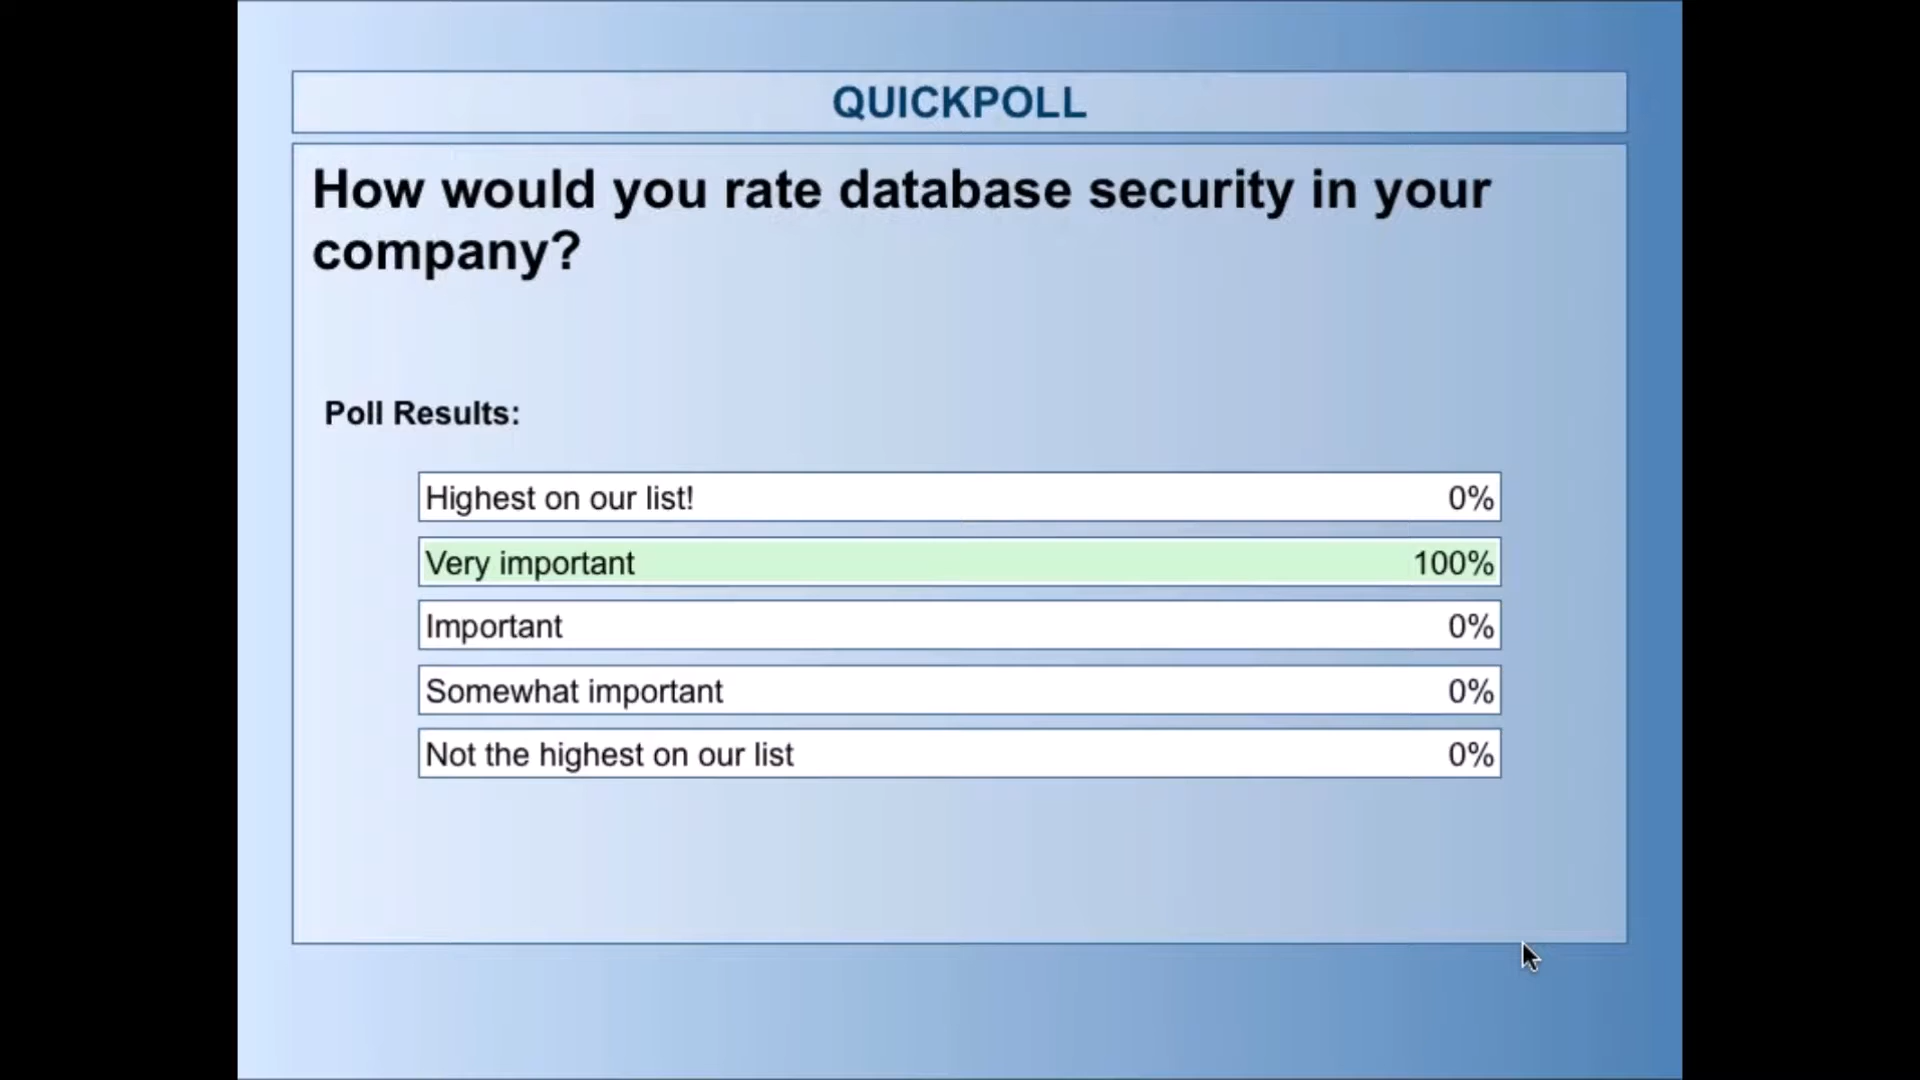 QUICKPOLL
How would you rate database security in your
company?
Poll Results:
Highest on our list! 0%
Very important 100%
Important 0%
Somewhat important 0%
Not the highest on our list 0%